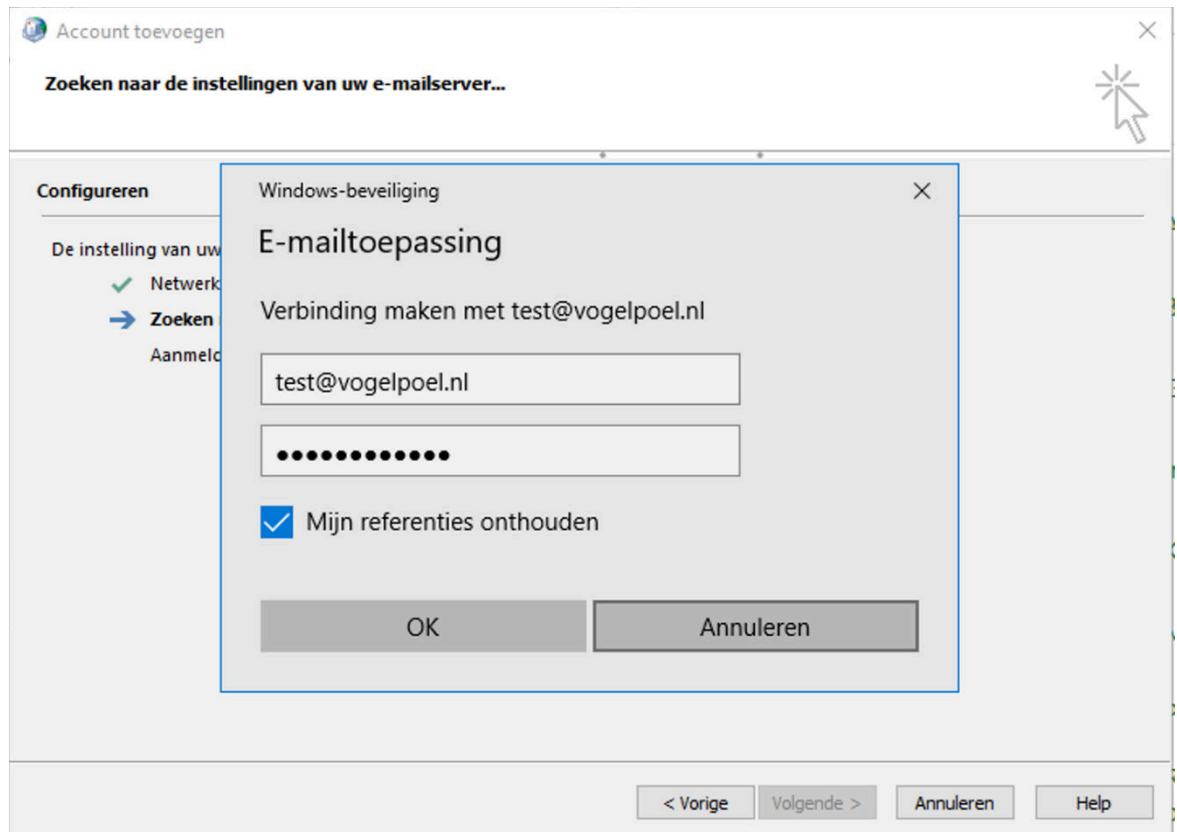 Account toevoegen
Zoeken naar de instellingen van uw e-mailserver...
Configureren
De instelling van uw
Netwerk
Zoeken
Aanmeld
Windows-beveiliging
E-mailtoepassing
Verbinding maken met test@vogelpoel.nl
test@vogelpoel.nl
●●●●●●●●●●●●
Mijn referenties onthouden
OK
Annuleren
< Vorige
Volgende >
Annuleren
Help